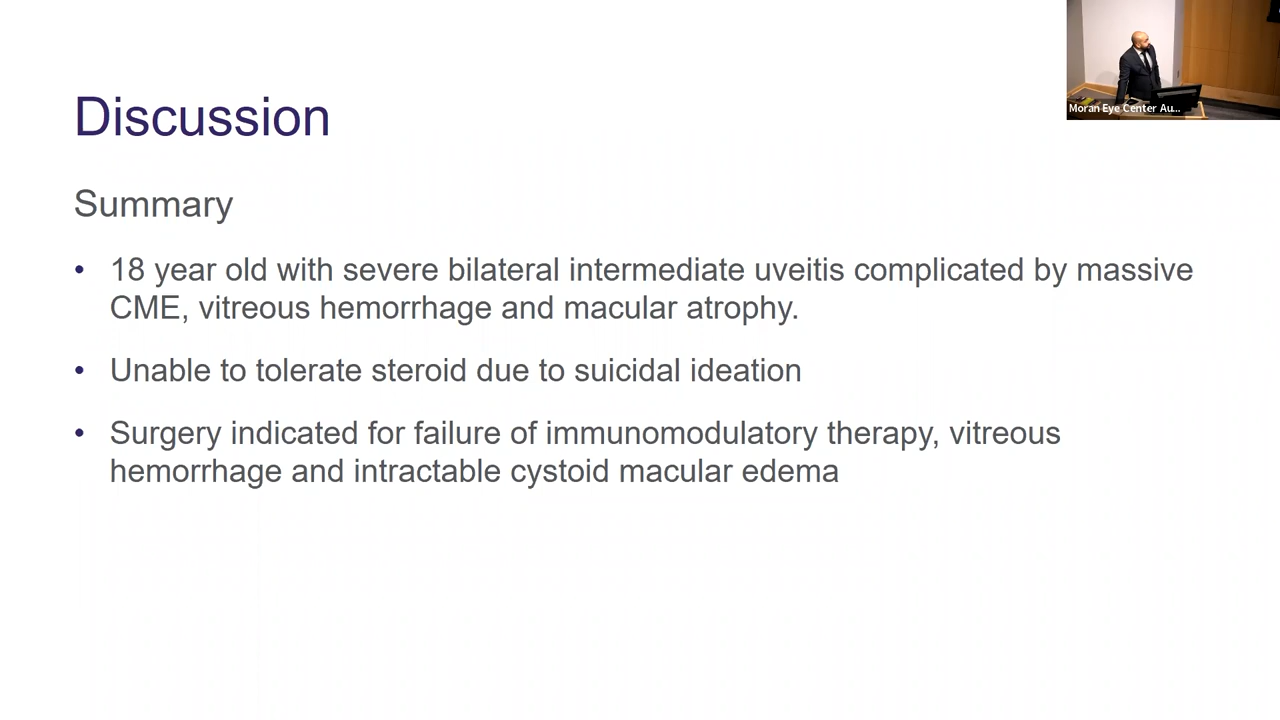 Moran Eye Center Au...
Discussion
Summary
• 18 year old with severe bilateral intermediate uveitis complicated by massive
CME, vitreous hemorrhage and macular atrophy.
• Unable to tolerate steroid due to suicidal ideation
• Surgery indicated for failure of immunomodulatory therapy, vitreous
hemorrhage and intractable cystoid macular edema